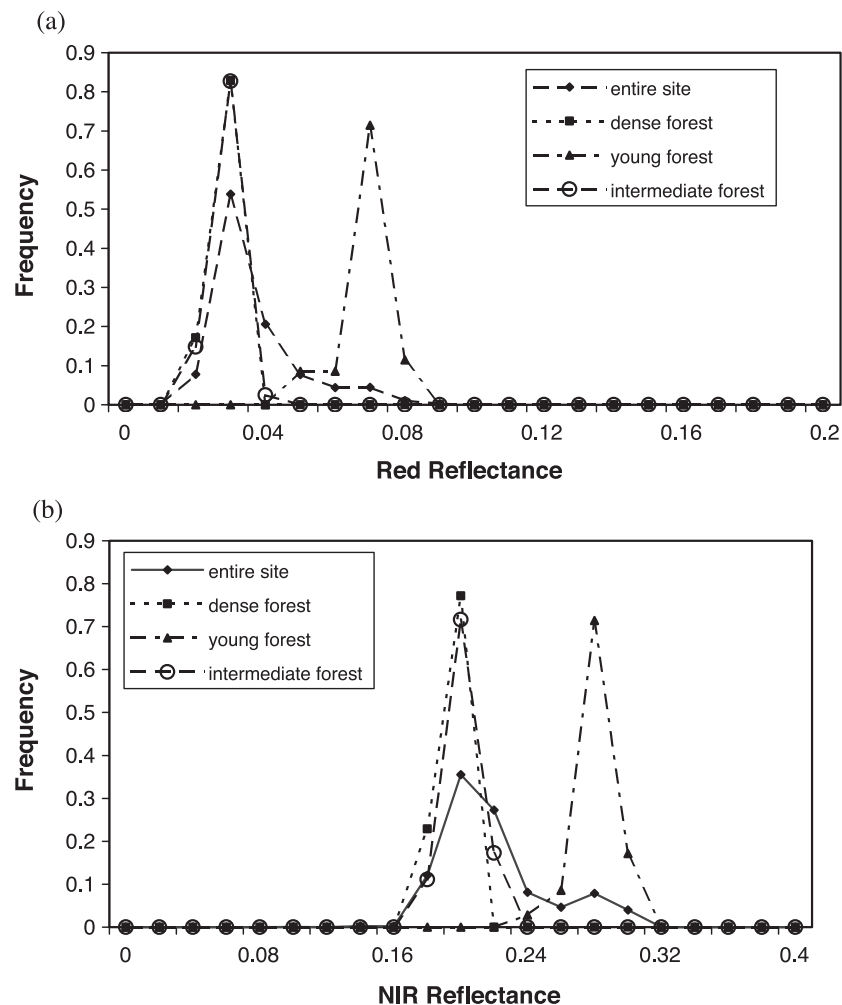 (a)
0.9
0.8
0.7
0.6
0.5
0.4
0.3
0.2
0.1
0
Frequency
entire site
dense forest
young forest
intermediate forest
0 0.04 0.08 0.12 0.16 0.2
Red Reflectance
(b)
0.9
0.8
0.7
0.6
0.5
0.4
0.3
0.2
0.1
0
Frequency
entire site
dense forest
young forest
intermediate forest
0 0.08 0.16 0.24 0.32 0.4
NIR Reflectance